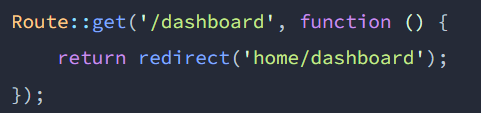 Route::get('/dashboard', function () {
    return redirect('home/dashboard');
});